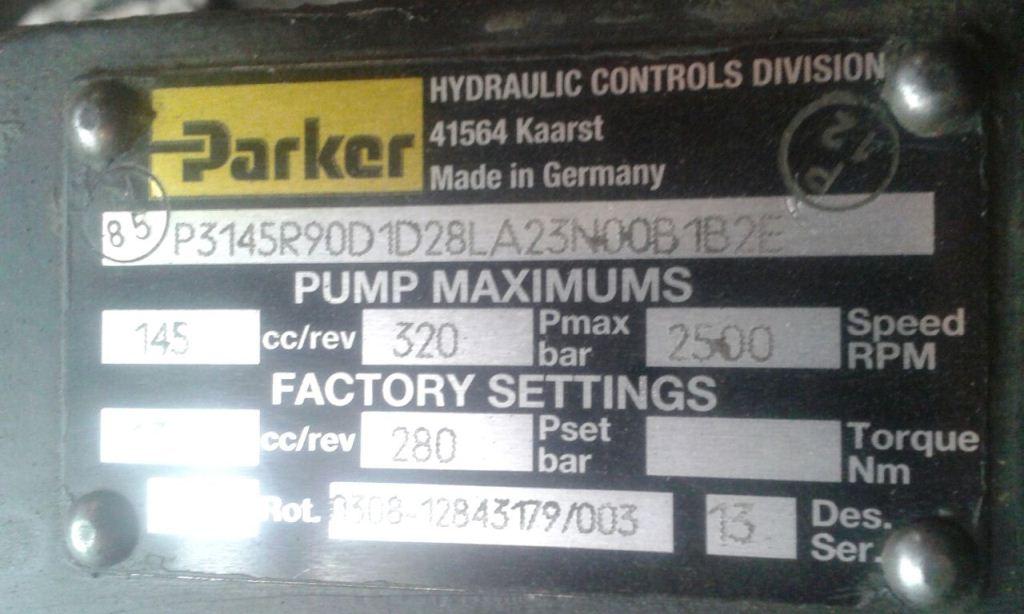 Parker
HYDRAULIC CONTROLS DIVISION
41564 Kaarst
Made in Germany
P 12
85
P3145R90D1D28LA23N00B1B2E
PUMP MAXIMUMS
145 cc/rev 320 Pmax bar 2500 Speed RPM
FACTORY SETTINGS
cc/rev 280 Pset bar Torque Nm
Rot. 0308-12843179/003 13 Des. Ser.